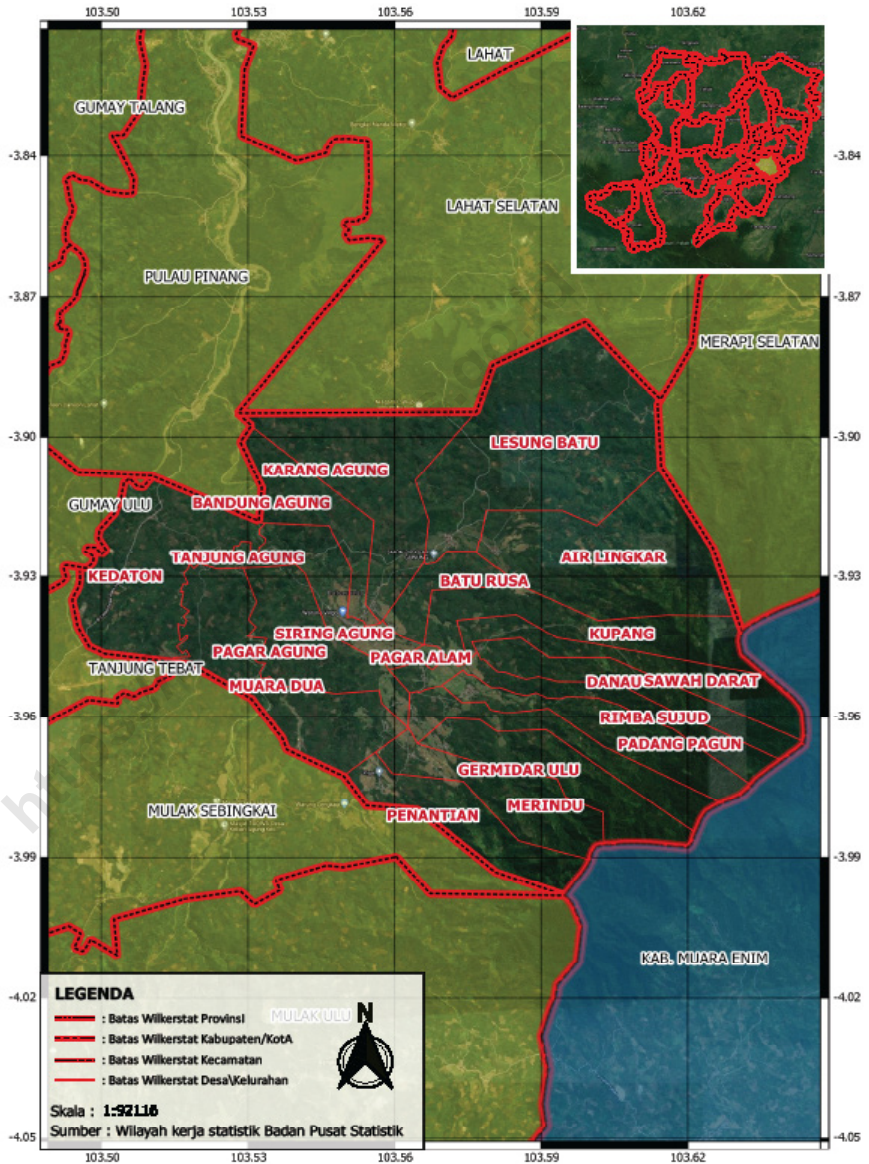 103.50 103.53 103.56 103.59 103.62
LAHAT
GUMAY TALANG
-3.84 -3.84
LAHAT SELATAN
PULAU PINANG
-3.87 -3.87
MERAPI SELATAN
-3.90 -3.90
LESUNG BATU
KARANG AGUNG
GUMAY ULU
BANDUNG AGUNG
TANJUNG AGUNG
AIR LINGKAR
-3.93 -3.93
KEDATON
BATU RUSA
SIRING AGUNG
KUPANG
PAGAR AGUNG
PAGAR ALAM
TANJUNG TEBAT
MUARA DUA
DANAU SAWAH DARAT
-3.96 -3.96
RIMBA SUJUD
PADANG PAGUN
GERMIDAR ULU
MULAK SEBINGKAI
MERINDU
PENANTIAN
-3.99 -3.99
KAB. MUARA ENIM
LEGENDA
-4.02 -4.02
MULAK ULU
N
: Batas Wilkerstat Provinsi
: Batas Wilkerstat Kabupaten/KotA
: Batas Wilkerstat Kecamatan
: Batas Wilkerstat Desa\Kelurahan
Skala : 1:92116
Sumber : Wilayah kerja statistik Badan Pusat Statistik
-4.05 -4.05
103.50 103.53 103.56 103.59 103.62